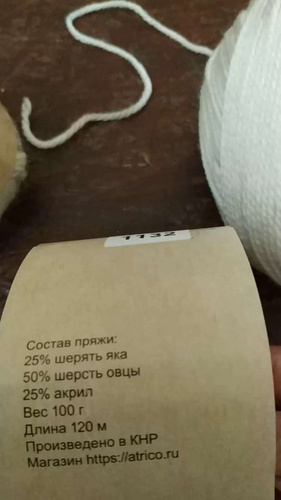 1132
Состав пряжи:
25% шерять яка
50% шерсть овцы
25% акрил
Вес 100 г
Длина 120 м
Произведено в КНР
Магазин https://atrico.ru